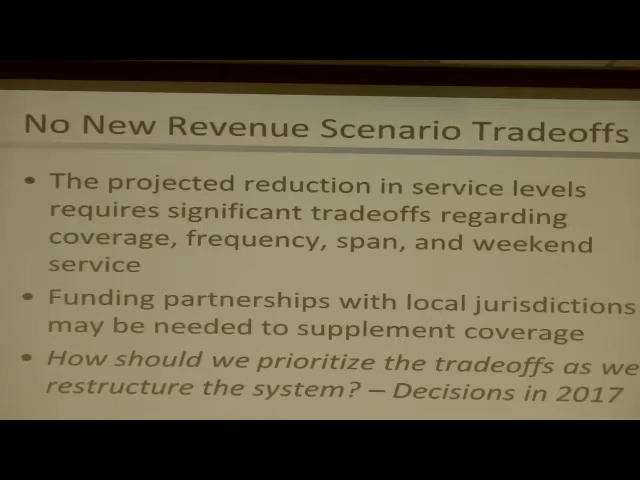 No New Revenue Scenario Tradeoffs
• The projected reduction in service levels
requires significant tradeoffs regarding
coverage, frequency, span, and weekend
service
• Funding partnerships with local jurisdictions
may be needed to supplement coverage
• How should we prioritize the tradeoffs as we
restructure the system? – Decisions in 2017